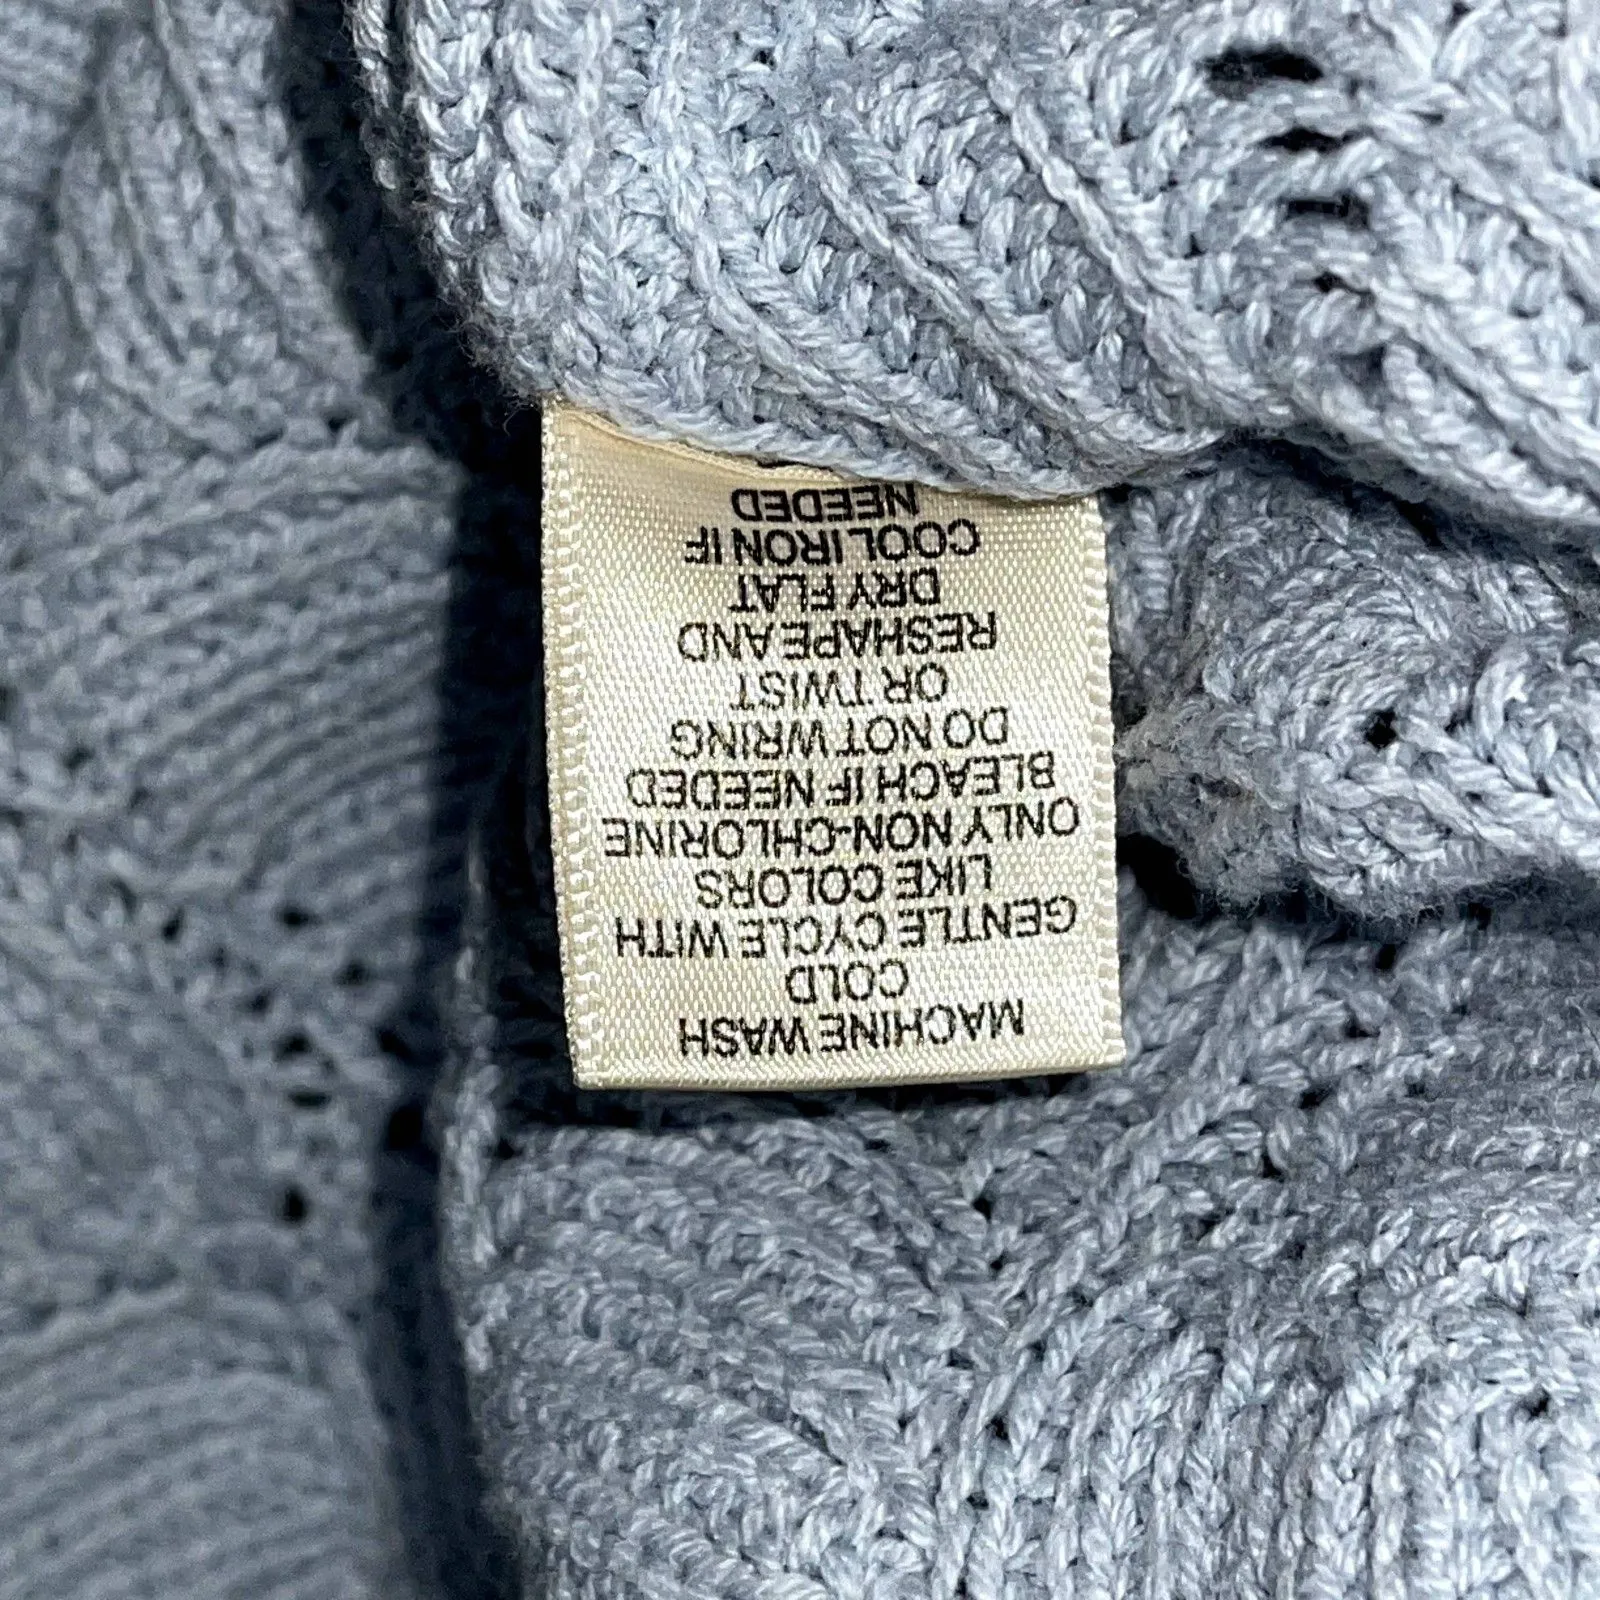 MACHINE WASH
COLD
GENTLE CYCLE WITH
LIKE COLORS
ONLY NON-CHLORINE
BLEACH IF NEEDED
DO NOT WRING
OR TWIST
RESHAPE AND
DRY FLAT
COOL IRON IF
NEEDED